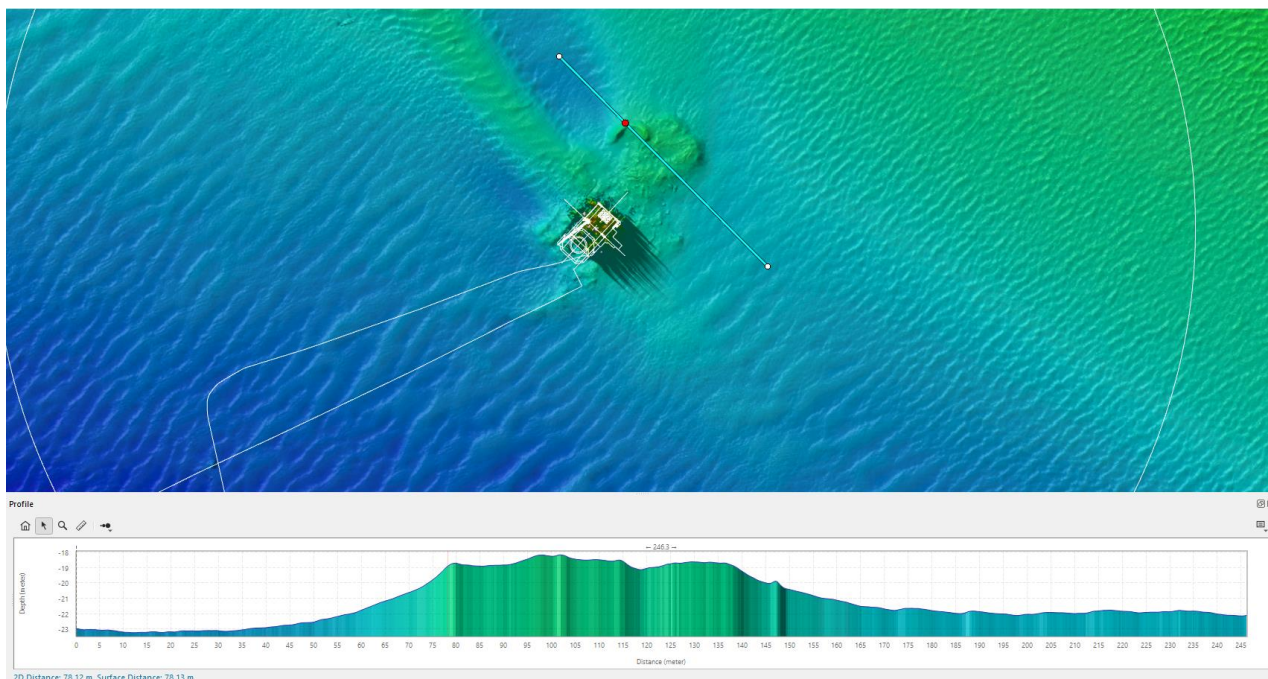 Profile
← 246.3 →
-18
-19
-20
-21
-22
-23
Depth (meter)
0 5 10 15 20 25 30 35 40 45 50 55 60 65 70 75 80 85 90 95 100 105 110 115 120 125 130 135 140 145 150 155 160 165 170 175 180 185 190 195 200 205 210 215 220 225 230 235 240 245
Distance (meter)
2D Distance: 78.12 m, Surface Distance: 78.13 m